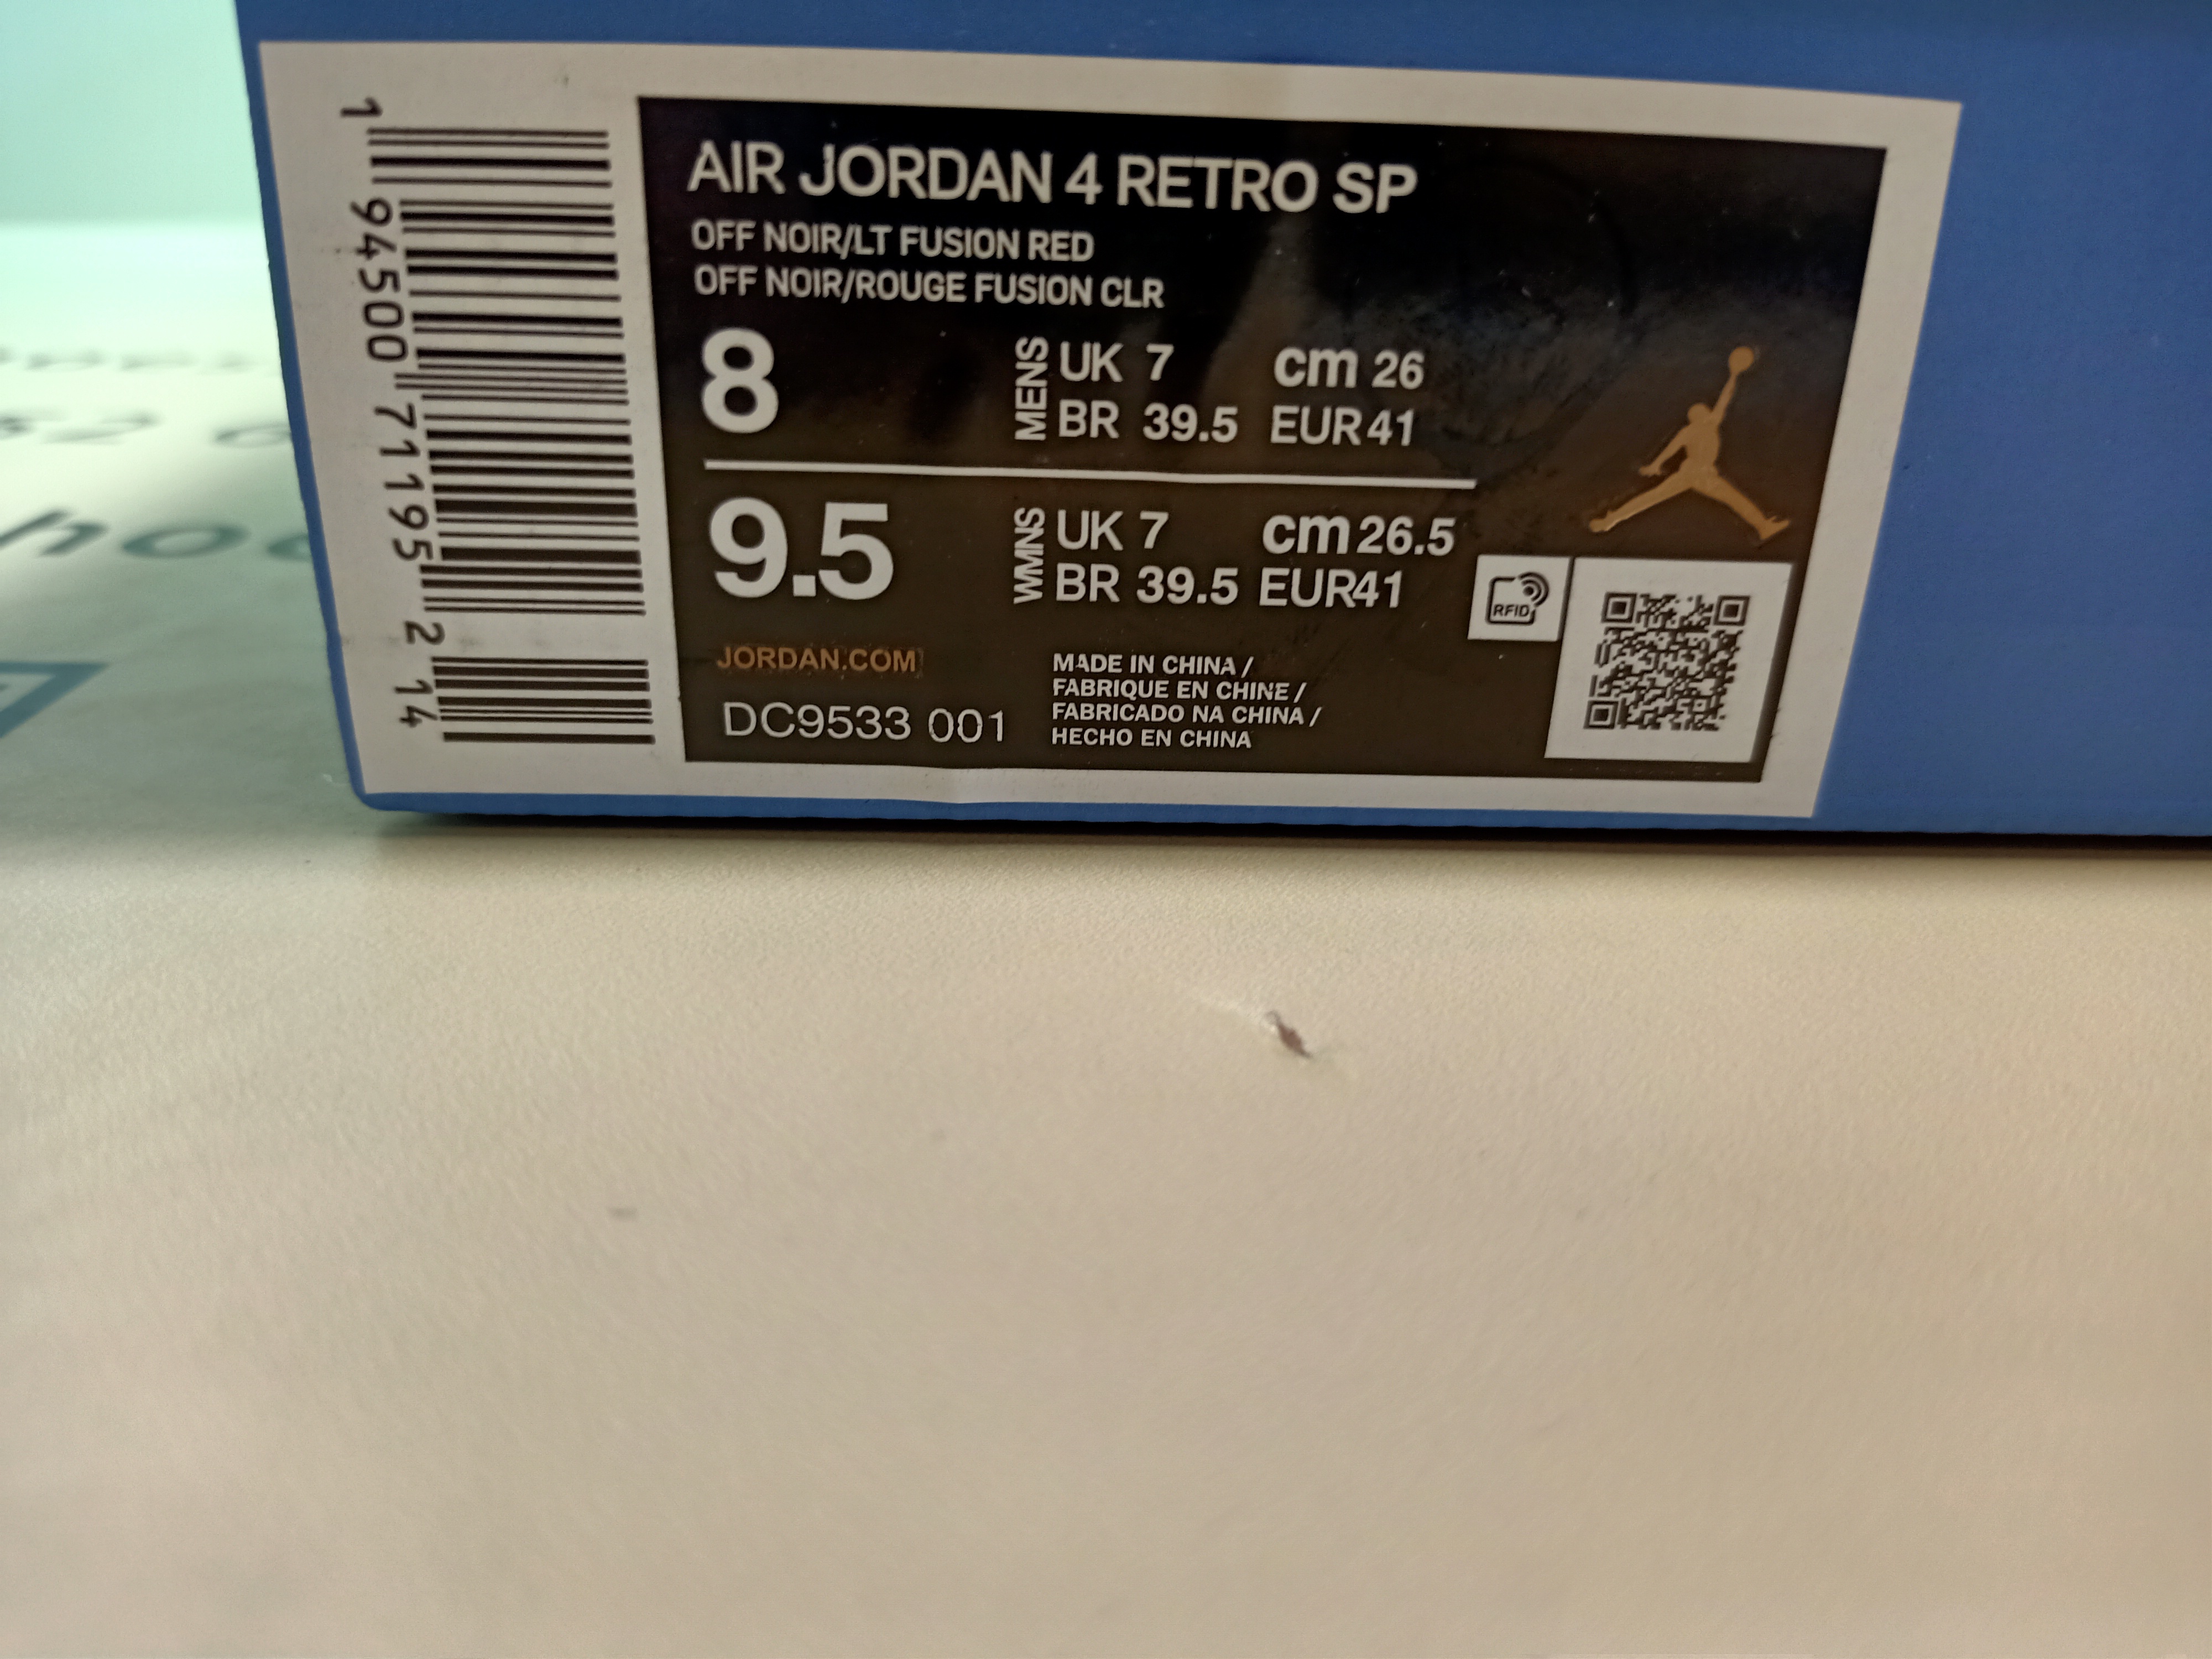 AIR JORDAN 4 RETRO SP
OFF NOIR/LT FUSION RED
OFF NOIR/ROUGE FUSION CLR
8
MENS
UK 7 cm 26
BR 39.5 EUR 41
9.5
WMNS
UK 7 cm 26.5
BR 39.5 EUR41
RFID
JORDAN.COM
DC9533 001
MADE IN CHINA /
FABRIQUE EN CHINE /
FABRICADO NA CHINA /
HECHO EN CHINA
1 94500 71195 2 14